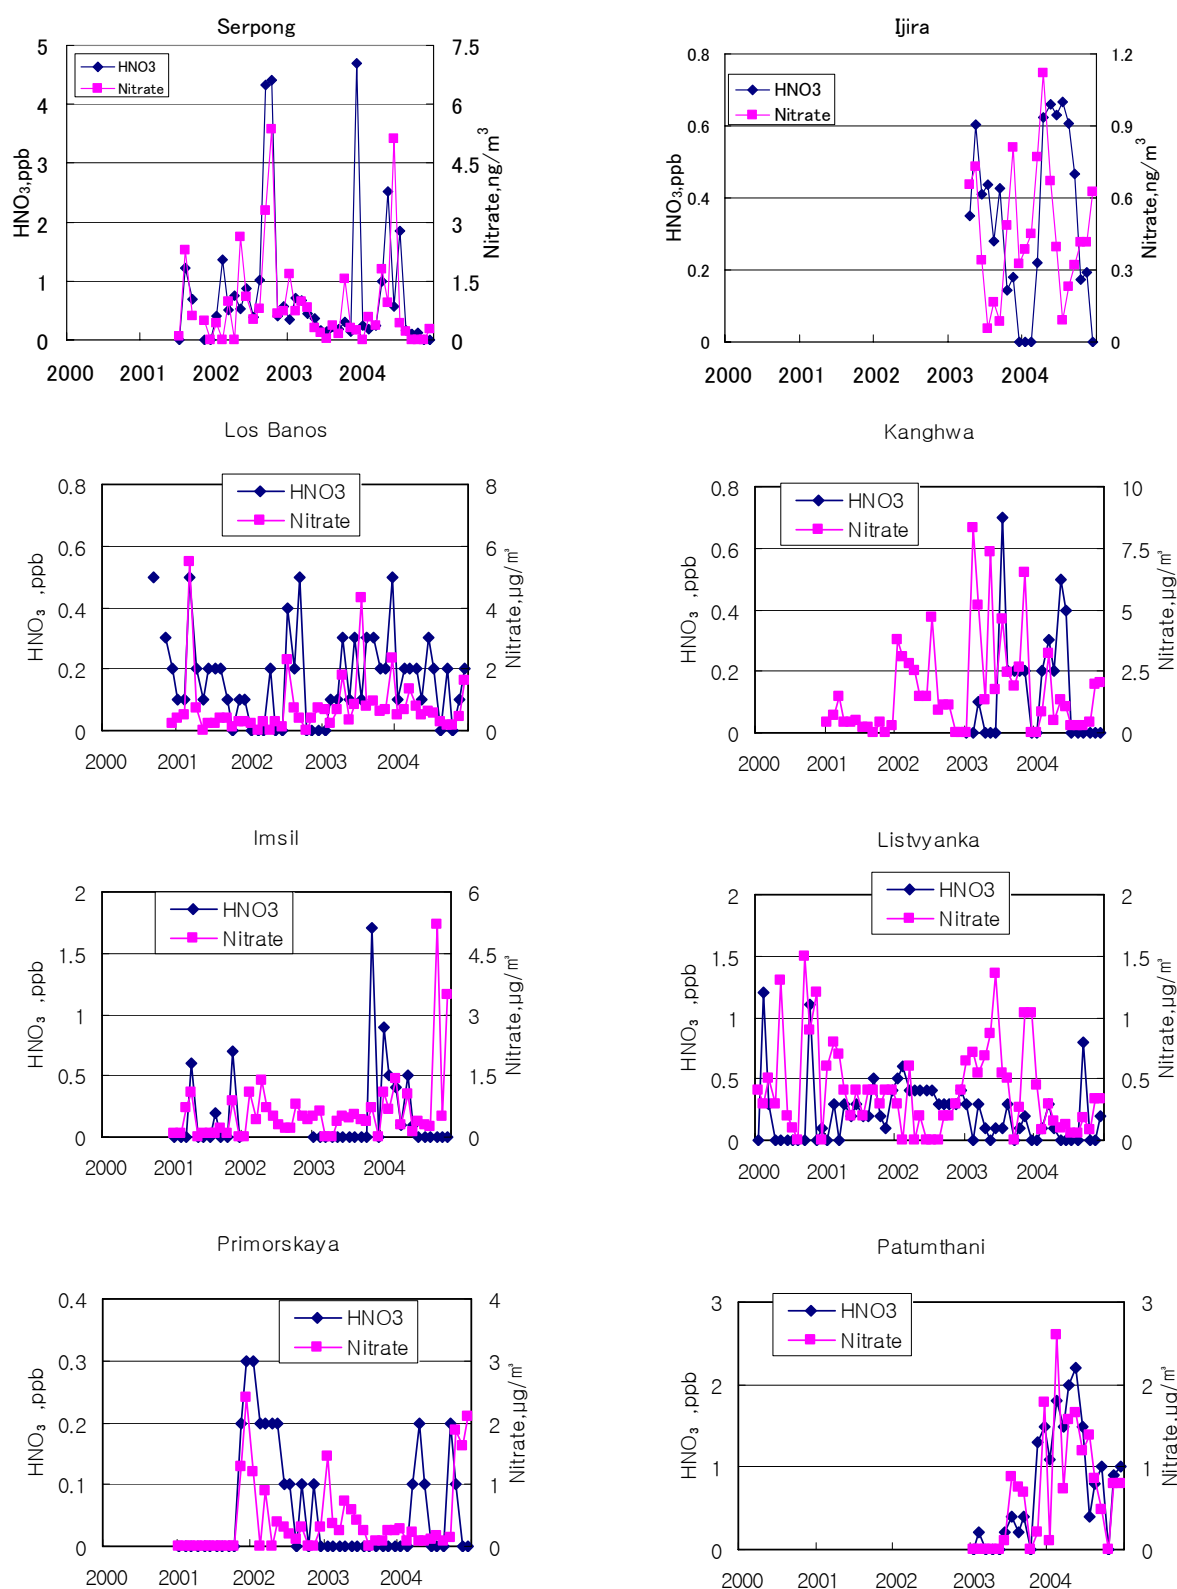 Serpong
HNO3
Nitrate
5
4
3
2
1
0
7.5
6
4.5
3
1.5
0
HNO₃,ppb
Nitrate,ng/m³
2000 2001 2002 2003 2004
Ijira
HNO3
Nitrate
0.8
0.6
0.4
0.2
0
1.2
0.9
0.6
0.3
0
HNO₃,ppb
Nitrate,ng/m³
2000 2001 2002 2003 2004
Los Banos
HNO3
Nitrate
0.8
0.6
0.4
0.2
0
8
6
4
2
0
HNO₃ ,ppb
Nitrate,µg/㎥
2000 2001 2002 2003 2004
Kanghwa
HNO3
Nitrate
0.8
0.6
0.4
0.2
0
10
7.5
5
2.5
0
HNO₃ ,ppb
Nitrate,µg/㎥
2000 2001 2002 2003 2004
Imsil
HNO3
Nitrate
2
1.5
1
0.5
0
6
4.5
3
1.5
0
HNO₃ ,ppb
Nitrate,µg/㎥
2000 2001 2002 2003 2004
Listvyanka
HNO3
Nitrate
2
1.5
1
0.5
0
2
1.5
1
0.5
0
HNO₃ ,ppb
Nitrate,µg/㎥
2000 2001 2002 2003 2004
Primorskaya
HNO3
Nitrate
0.4
0.3
0.2
0.1
0
4
3
2
1
0
HNO₃ ,ppb
Nitrate,µg/㎥
2000 2001 2002 2003 2004
Patumthani
HNO3
Nitrate
3
2
1
0
3
2
1
0
HNO₃ ,ppb
Nitrate,µg/㎥
2000 2001 2002 2003 2004